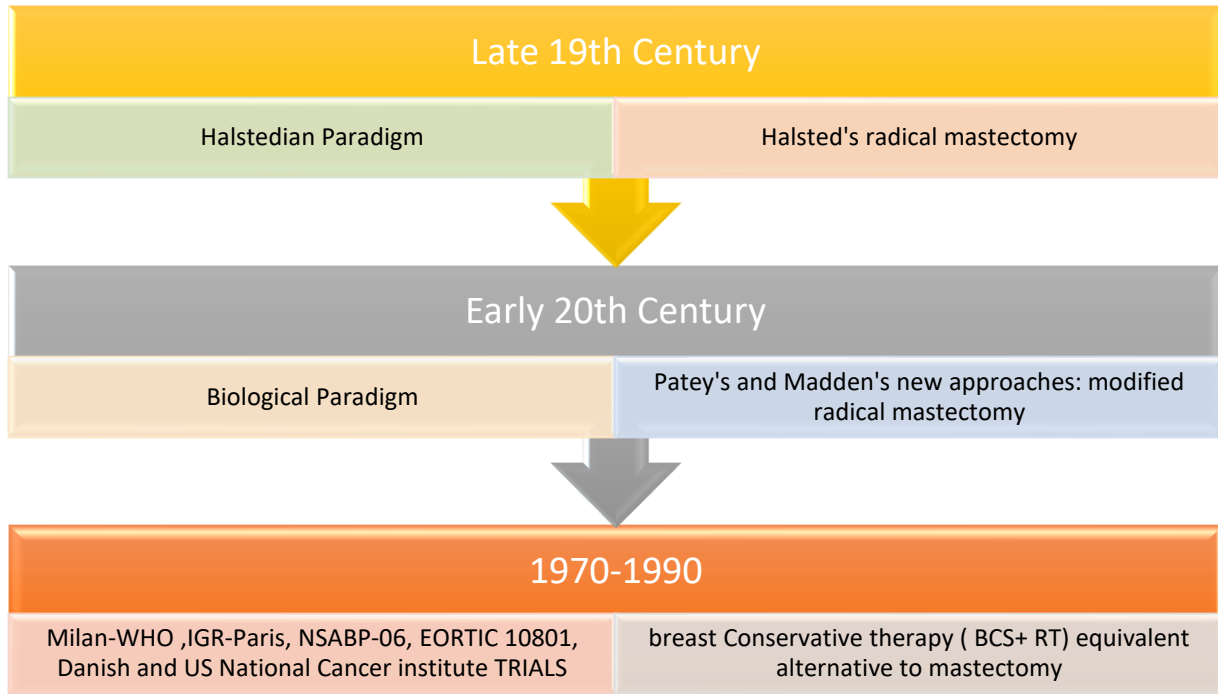 Late 19th Century
Halstedian Paradigm
Halsted's radical mastectomy
Early 20th Century
Biological Paradigm
Patey's and Madden's new approaches: modified
radical mastectomy
1970-1990
Milan-WHO ,IGR-Paris, NSABP-06, EORTIC 10801,
Danish and US National Cancer institute TRIALS
breast Conservative therapy ( BCS+ RT) equivalent
alternative to mastectomy